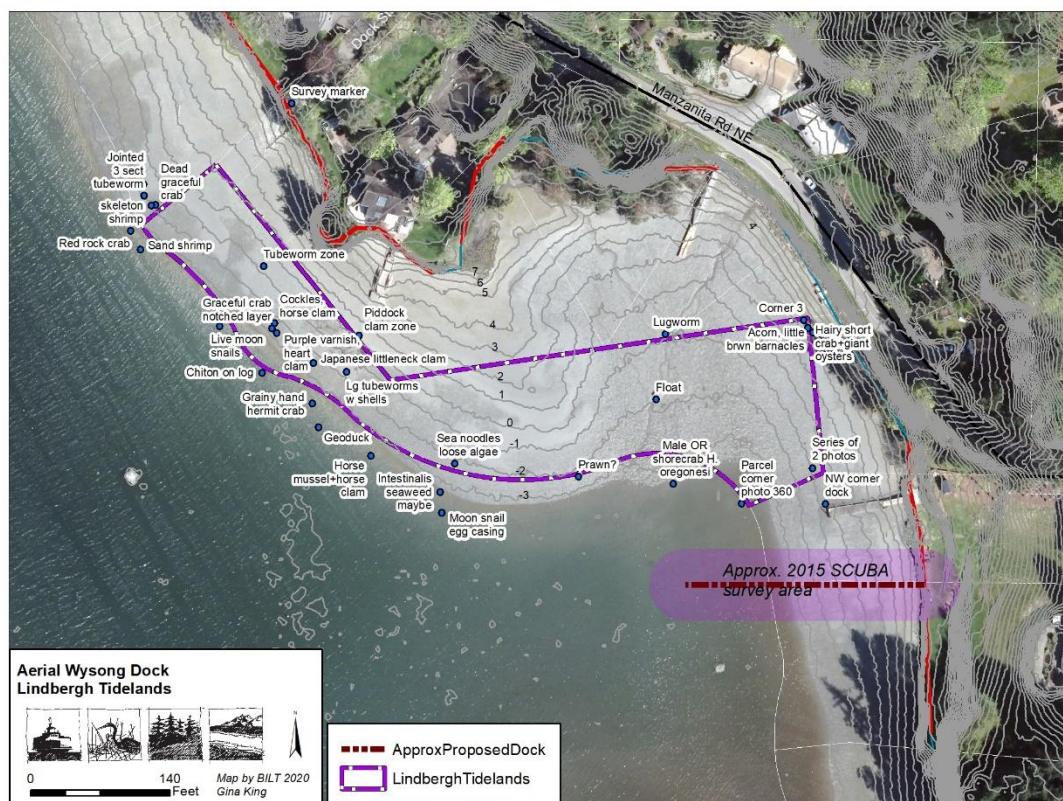 Dock St
Survey marker
Manzanita Rd NE
Jointed
3 sect
tubeworm
Dead
graceful
crab
skeleton
shrimp
Red rock crab
Sand shrimp
Tubeworm zone
4
7
6
5
Graceful crab
notched layer
Cockles,
horse clam
Piddock
clam zone
Live moon
snails
Purple varnish,
heart
clam
Japanese littleneck clam
Chiton on log
Lg tubeworms
w shells
Lugworm
Corner 3
Acorn, little
brwn barnacles
Hairy short
crab+giant
oysters
4
3
2
1
0
-1
-2
-3
Float
Grainy hand
hermit crab
Geoduck
Horse
mussel+horse
clam
Sea noodles
loose algae
Intestinalis
seaweed
maybe
Moon snail
egg casing
Prawn?
Male OR
shorecrab H.
oregonesi
Parcel
corner
photo 360
Series of
2 photos
NW corner
dock
Approx. 2015 SCUBA
survey area
Aerial Wysong Dock
Lindbergh Tidelands
N
0 140
Feet
Map by BILT 2020
Gina King
ApproxProposedDock
LindberghTidelands